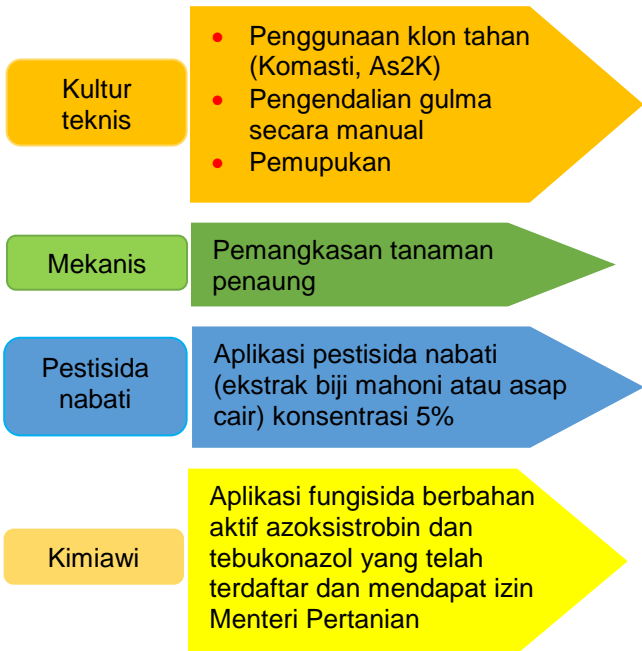 Kultur
teknis
• Penggunaan klon tahan
(Komasti, As2K)
• Pengendalian gulma
secara manual
• Pemupukan
Mekanis
Pemangkasan tanaman
penaung
Pestisida
nabati
Aplikasi pestisida nabati
(ekstrak biji mahoni atau asap
cair) konsentrasi 5%
Kimiawi
Aplikasi fungisida berbahan
aktif azoksistrobin dan
tebukonazol yang telah
terdaftar dan mendapat izin
Menteri Pertanian